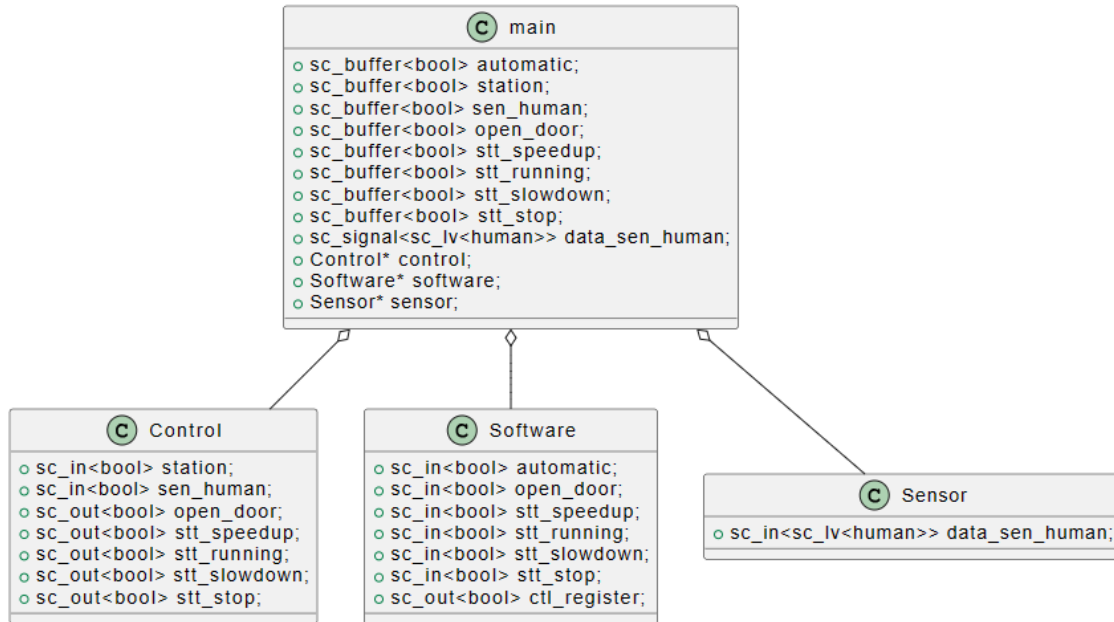 C main
sc_buffer<bool> automatic;
sc_buffer<bool> station;
sc_buffer<bool> sen_human;
sc_buffer<bool> open_door;
sc_buffer<bool> stt_speedup;
sc_buffer<bool> stt_running;
sc_buffer<bool> stt_slowdown;
sc_buffer<bool> stt_stop;
sc_signal<sc_lv<human>> data_sen_human;
Control* control;
Software* software;
Sensor* sensor;
C Control
sc_in<bool> station;
sc_in<bool> sen_human;
sc_out<bool> open_door;
sc_out<bool> stt_speedup;
sc_out<bool> stt_running;
sc_out<bool> stt_slowdown;
sc_out<bool> stt_stop;
C Software
sc_in<bool> automatic;
sc_in<bool> open_door;
sc_in<bool> stt_speedup;
sc_in<bool> stt_running;
sc_in<bool> stt_slowdown;
sc_in<bool> stt_stop;
sc_out<bool> ctl_register;
C Sensor
sc_in<sc_lv<human>> data_sen_human;